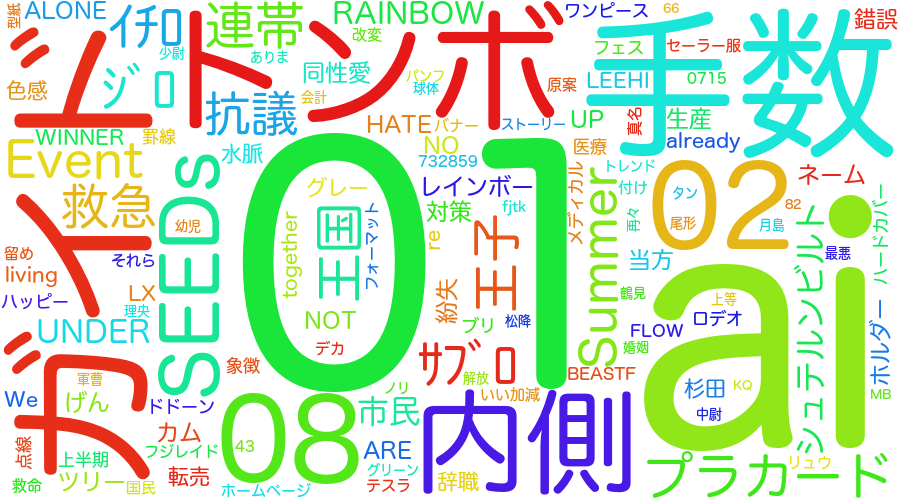 型紙
ALONE
イチロ
連帯
RAINBOW
ワンピース
66
錯誤
ガイド
トンボ
手数
少尉
ありま
改変
フェス
セーラー服
色感
ジロ
同性愛
パンフ
球体
原案
LEEHI
0715
会計
抗議
HATE
バナー
ストーリー
UP
真名
生産
WINNER
罫線
水脈
NO
医療
already
Event
732859
メディカル
トレンド
ネーム
救急
SEEDs
グレー
レインボー
付け
タン
82
ハードカバー
01
02
王国
フォーマット
対策
fjtk
再々
尾形
月島
幼児
together
re
王子
Summer
ai
シュテルンビルト
留め
それら
living
当方
最悪
ハッピー
LX
理央
紛失
鶴見
上等
UNDER
NOT
ブリ
松降
FLOW
ロデオ
ホルダー
デカ
サブロ
婚姻
象徴
解放
BEASTF
軍曹
ノリ
いい加減
杉田
KQ
MB
We
げん
ドドーン
08
市民
内側
中尉
点線
カム
フジレイド
43
ARE
上半期
グリーン
プラカード
リュウ
救命
ツリー
国民
転売
ホームページ
テスラ
辞職